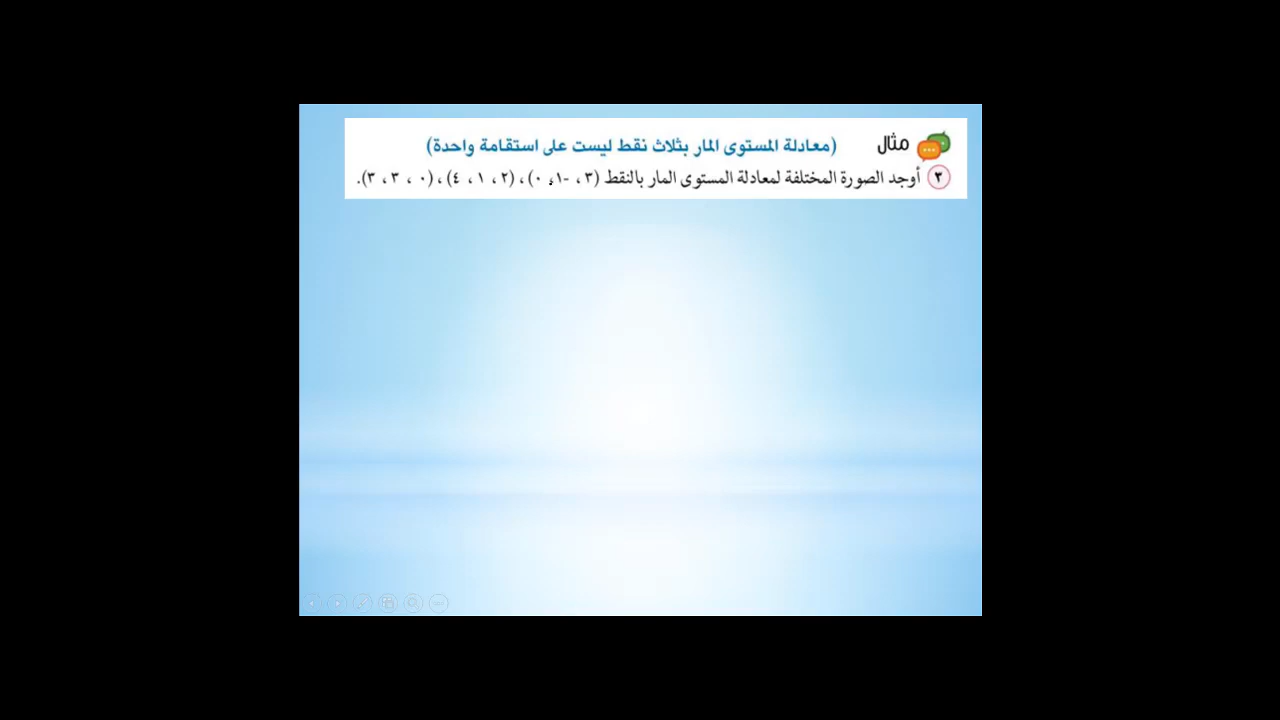 مثال (معادلة المستوى المار بثلاث نقط ليست على استقامة واحدة)
٣ أوجد الصورة المختلفة لمعادلة المستوى المار بالنقط (٣ ، -١، ٠) ، (٢ ، ١ ، ٤) ، (٠ ، ٣ ، ٣).